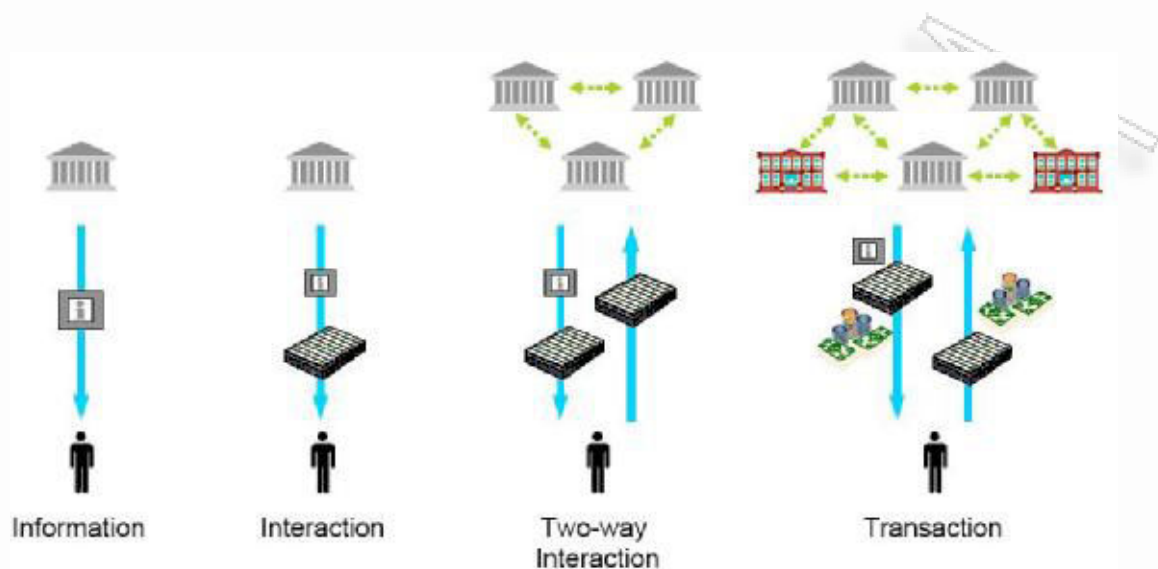 Information
Interaction
Two-way
Interaction
Transaction